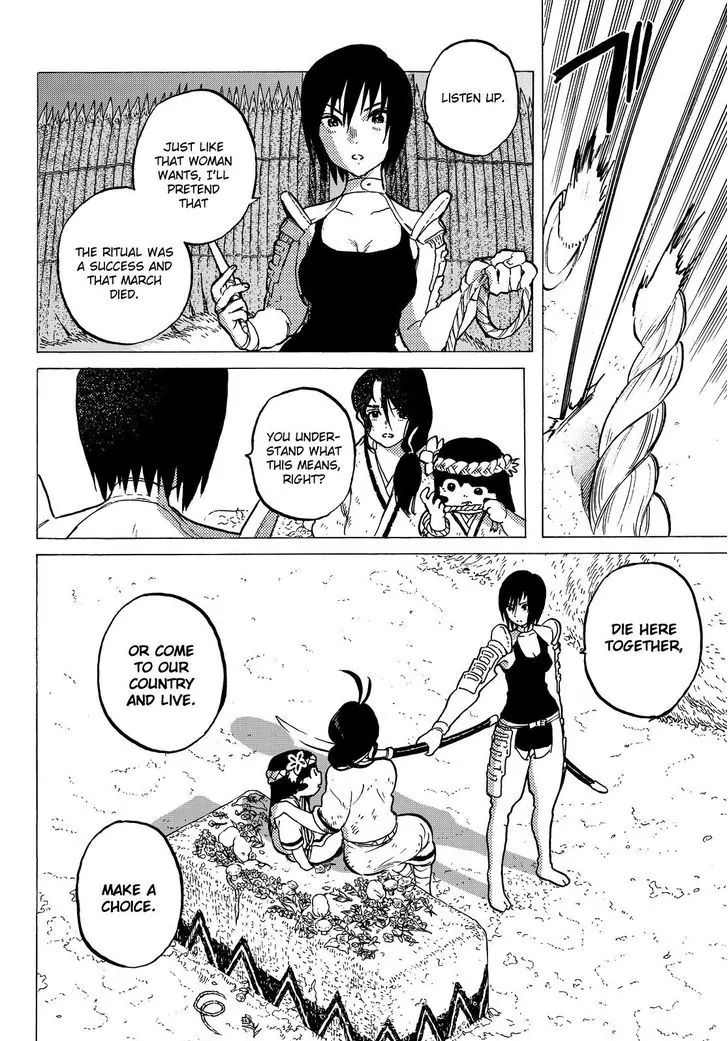 LISTEN UP.
JUST LIKE
THAT WOMAN
WANTS, I'LL
PRETEND
THAT
THE RITUAL WAS
A SUCCESS AND
THAT MARCH
DIED.
YOU UNDER-
STAND WHAT
THIS MEANS,
RIGHT?
DIE HERE
TOGETHER,
OR COME
TO OUR
COUNTRY
AND LIVE.
MAKE A
CHOICE.